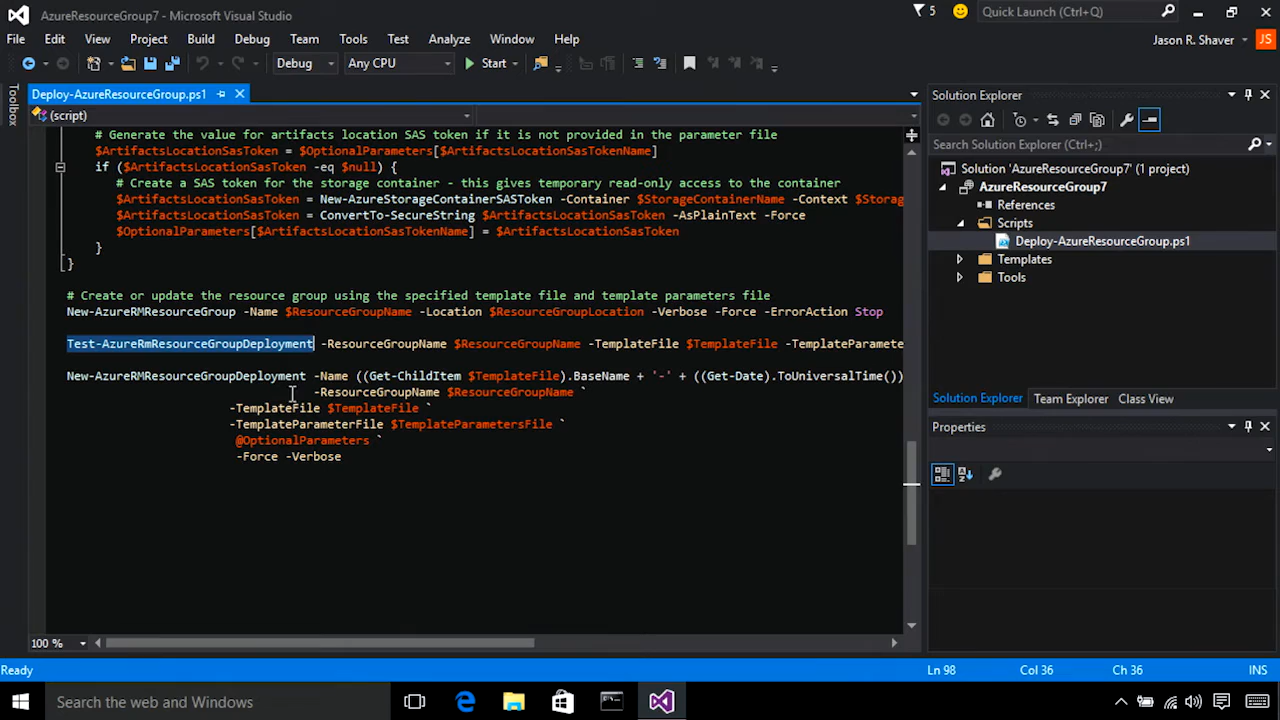 AzureResourceGroup7 - Microsoft Visual Studio
5
Quick Launch (Ctrl+Q)
File Edit View Project Build Debug Team Tools Test Analyze Window Help
Jason R. Shaver
JS
Debug
Any CPU
Start
Toolbox
Deploy-AzureResourceGroup.ps1
(script)
# Generate the value for artifacts location SAS token if it is not provided in the parameter file
$ArtifactsLocationSasToken = $OptionalParameters[$ArtifactsLocationSasTokenName]
if ($ArtifactsLocationSasToken -eq $null) {
# Create a SAS token for the storage container - this gives temporary read-only access to the container
$ArtifactsLocationSasToken = New-AzureStorageContainerSASToken -Container $StorageContainerName -Context $Storag
$ArtifactsLocationSasToken = ConvertTo-SecureString $ArtifactsLocationSasToken -AsPlainText -Force
$OptionalParameters[$ArtifactsLocationSasTokenName] = $ArtifactsLocationSasToken
}
}
# Create or update the resource group using the specified template file and template parameters file
New-AzureRMResourceGroup -Name $ResourceGroupName -Location $ResourceGroupLocation -Verbose -Force -ErrorAction Stop
Test-AzureRmResourceGroupDeployment -ResourceGroupName $ResourceGroupName -TemplateFile $TemplateFile -TemplateParamete
New-AzureRMResourceGroupDeployment -Name ((Get-ChildItem $TemplateFile).BaseName + '-' + ((Get-Date).ToUniversalTime())
-ResourceGroupName $ResourceGroupName `
-TemplateFile $TemplateFile `
-TemplateParameterFile $TemplateParametersFile `
@OptionalParameters `
-Force -Verbose
100 %
Solution Explorer
Search Solution Explorer (Ctrl+;)
Solution 'AzureResourceGroup7' (1 project)
AzureResourceGroup7
References
Scripts
Deploy-AzureResourceGroup.ps1
Templates
Tools
Solution Explorer Team Explorer Class View
Properties
Ready
Ln 98
Col 36
Ch 36
INS
Search the web and Windows